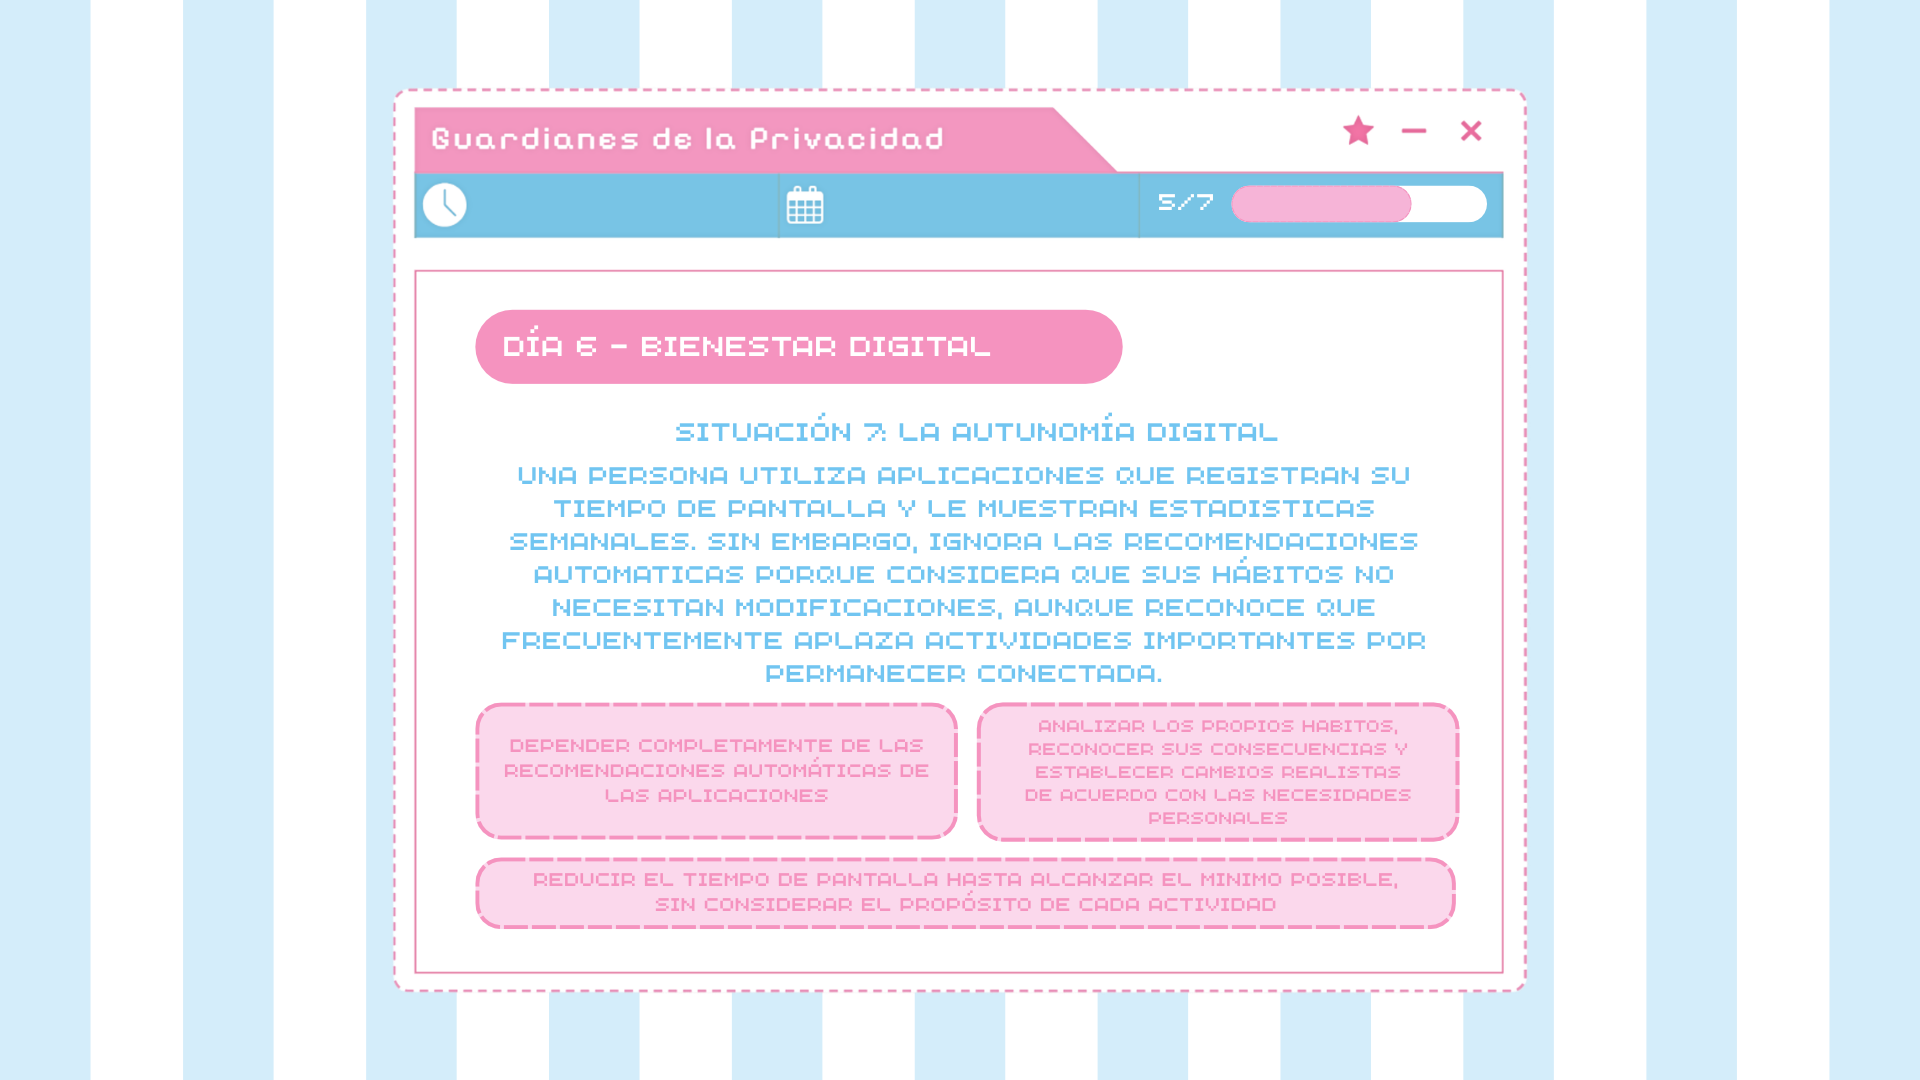 Guardianes de la Privacidad
5/7
DÍA 6 - BIENESTAR DIGITAL
SITUACIÓN 7: LA AUTUNOMÍA DIGITAL
UNA PERSONA UTILIZA APLICACIONES QUE REGISTRAN SU
TIEMPO DE PANTALLA Y LE MUESTRAN ESTADISTICAS
SEMANALES. SIN EMBARGO, IGNORA LAS RECOMENDACIONES
AUTOMATICAS PORQUE CONSIDERA QUE SUS HÁBITOS NO
NECESITAN MODIFICACIONES, AUNQUE RECONOCE QUE
FRECUENTEMENTE APLAZA ACTIVIDADES IMPORTANTES POR
PERMANECER CONECTADA.
DEPENDER COMPLETAMENTE DE LAS
RECOMENDACIONES AUTOMÁTICAS DE
LAS APLICACIONES
ANALIZAR LOS PROPIOS HABITOS,
RECONOCER SUS CONSECUENCIAS Y
ESTABLECER CAMBIOS REALISTAS
DE ACUERDO CON LAS NECESIDADES
PERSONALES
REDUCIR EL TIEMPO DE PANTALLA HASTA ALCANZAR EL MINIMO POSIBLE,
SIN CONSIDERAR EL PROPÓSITO DE CADA ACTIVIDAD